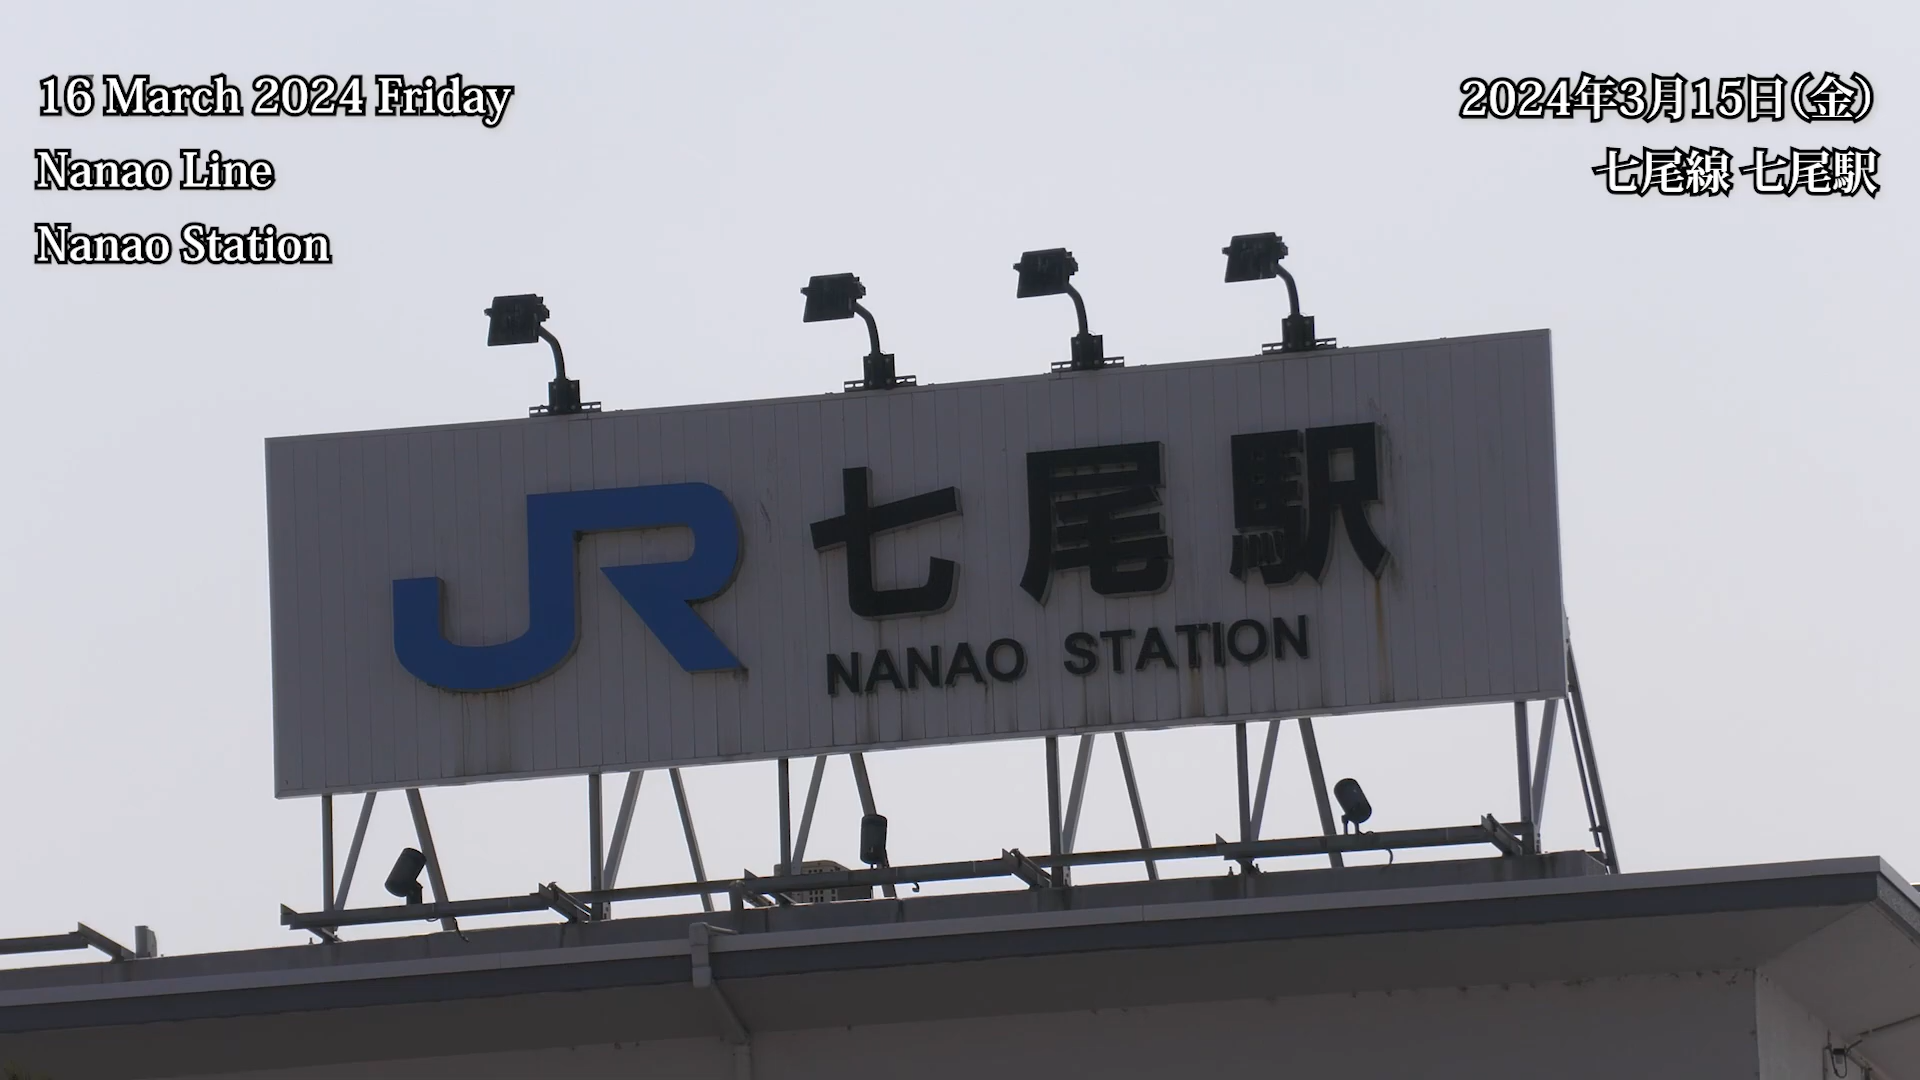 16 March 2024 Friday
Nanao Line
Nanao Station
2024年3月15日(金)
七尾線 七尾駅
JR 七尾駅
NANAO STATION